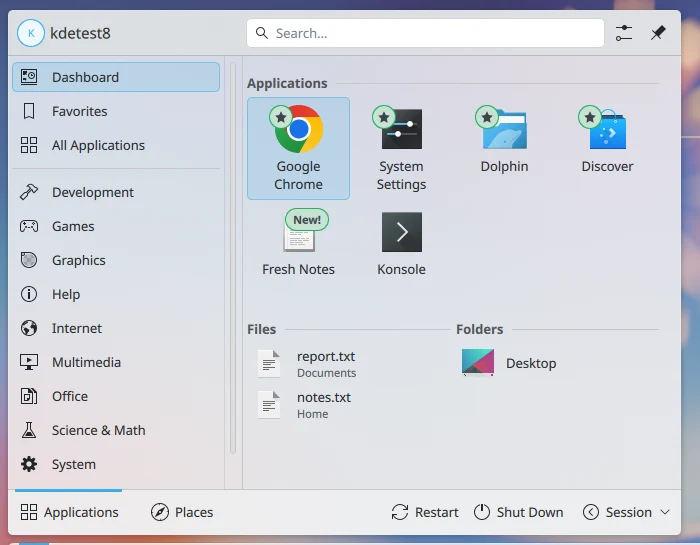 K
kdetest8
Search...
Dashboard
Favorites
All Applications
Development
Games
Graphics
Help
Internet
Multimedia
Office
Science & Math
System
Applications
Google
Chrome
System
Settings
Dolphin
Discover
New!
Fresh Notes
Konsole
Files
report.txt
Documents
notes.txt
Home
Folders
Desktop
Applications
Places
Restart
Shut Down
Session